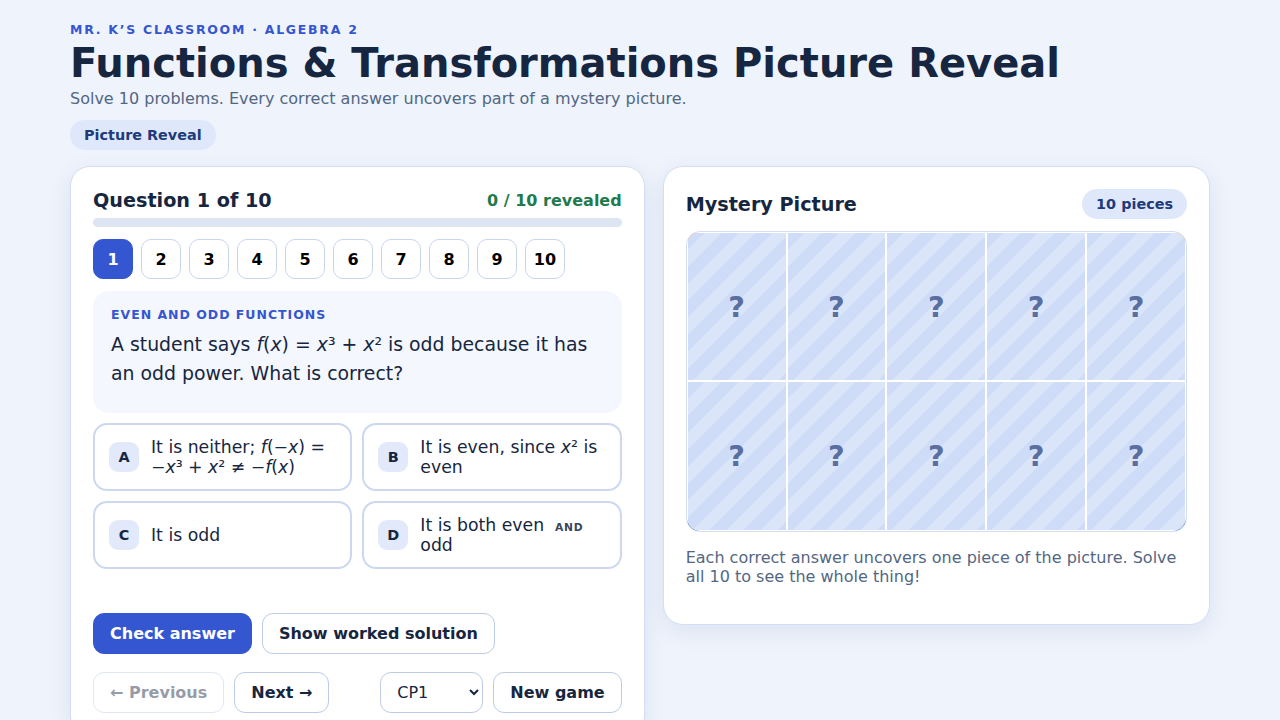 MR. K’S CLASSROOM · ALGEBRA 2
Functions & Transformations Picture Reveal
Solve 10 problems. Every correct answer uncovers part of a mystery picture.
Picture Reveal
Question 1 of 10
0 / 10 revealed
1 2 3 4 5 6 7 8 9 10
EVEN AND ODD FUNCTIONS
A student says f(x) = x³ + x² is odd because it has
an odd power. What is correct?
A It is neither; f(−x) =
−x³ + x² ≠ −f(x)
B It is even, since x² is
even
C It is odd
D It is both even AND
odd
Check answer
Show worked solution
← Previous
Next →
CP1
New game
Mystery Picture
10 pieces
? ? ? ? ?
? ? ? ? ?
Each correct answer uncovers one piece of the picture. Solve
all 10 to see the whole thing!